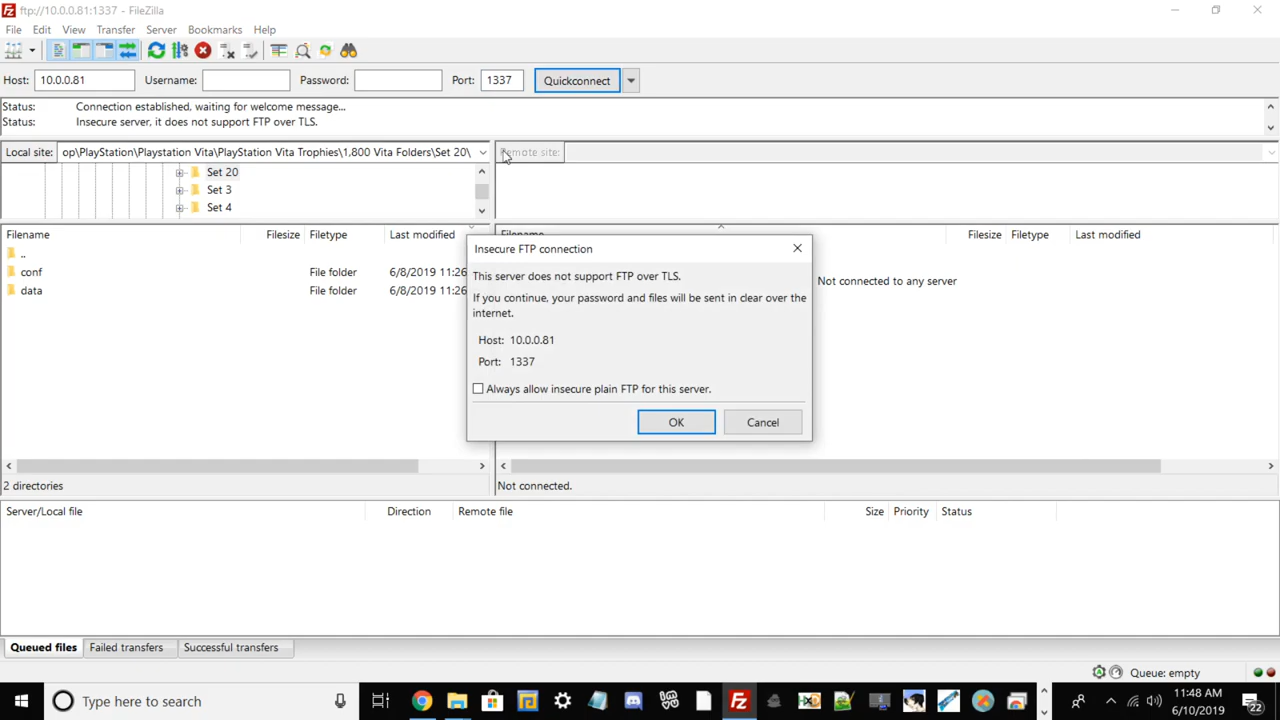 ftp://10.0.0.81:1337 - FileZilla
File Edit View Transfer Server Bookmarks Help
Host: 10.0.0.81 Username: Password: Port: 1337 Quickconnect
Status: Connection established, waiting for welcome message...
Status: Insecure server, it does not support FTP over TLS.
Local site: op\PlayStation\Playstation Vita\PlayStation Vita Trophies\1,800 Vita Folders\Set 20\ Remote site:
Set 20
Set 3
Set 4
Filename Filesize Filetype Last modified Filename Filesize Filetype Last modified
..
conf File folder 6/8/2019 11:26
data File folder 6/8/2019 11:26
Not connected to any server
Insecure FTP connection
This server does not support FTP over TLS.
If you continue, your password and files will be sent in clear over the
internet.
Host: 10.0.0.81
Port: 1337
Always allow insecure plain FTP for this server.
OK Cancel
2 directories Not connected.
Server/Local file Direction Remote file Size Priority Status
Queued files Failed transfers Successful transfers
Queue: empty
Type here to search
11:48 AM
6/10/2019
22